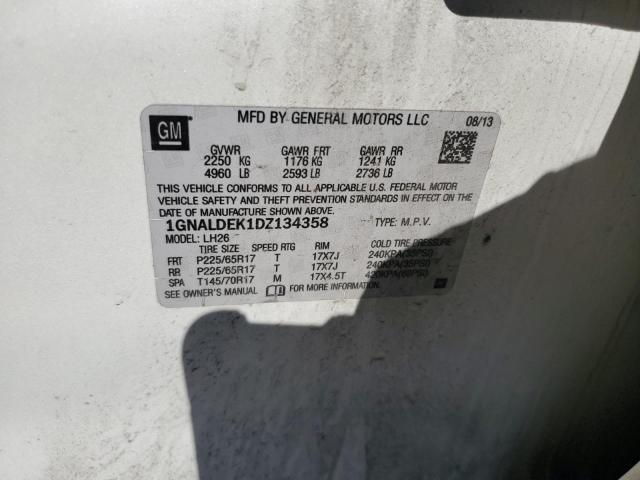 GM
MFD BY GENERAL MOTORS LLC 08/13
GVWR GAWR FRT GAWR RR
2250 KG 1176 KG 1241 KG
4960 LB 2593 LB 2736 LB
THIS VEHICLE CONFORMS TO ALL APPLICABLE U.S. FEDERAL MOTOR
VEHICLE SAFETY AND THEFT PREVENTION STANDARDS IN EFFECT ON THE
DATE OF MANUFACTURE SHOWN ABOVE.
1GNALDEK1DZ134358 TYPE: M.P.V.
MODEL: LH26
TIRE SIZE SPEED RTG RIM COLD TIRE PRESSURE
FRT P225/65R17 T 17X7J 240KPA(35PSI)
RR P225/65R17 T 17X7J 240KPA(35PSI)
SPA T145/70R17 M 17X4.5T 420KPA(60PSI)
SEE OWNER'S MANUAL FOR MORE INFORMATION.